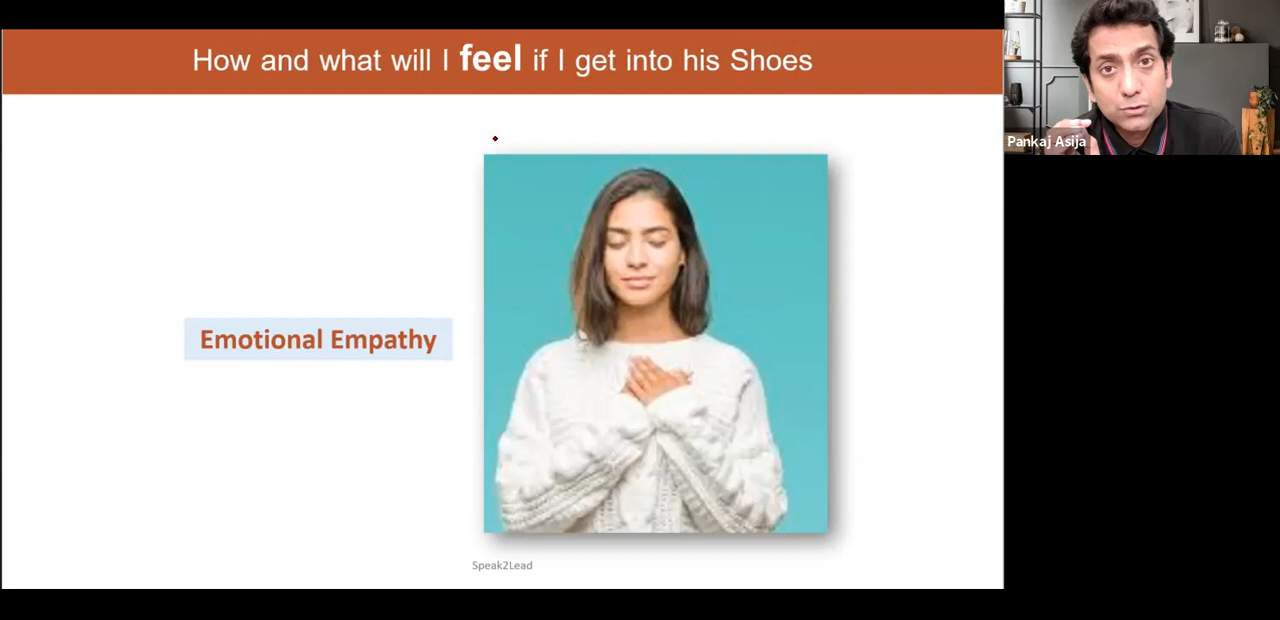 How and what will I feel if I get into his Shoes
Pankaj Asija
Emotional Empathy
Speak2Lead